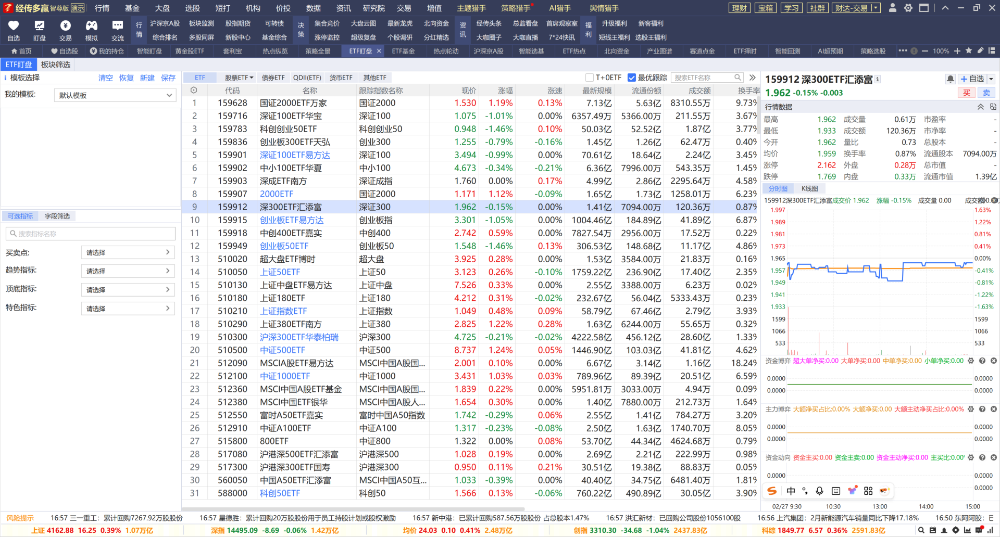 经传多赢 智尊版 演示 行情 基金 大盘 选股 短打 机构 价投 数据 资讯 研究院 交易 增值 主题猎手 策略猎手 AI猎手 舆情猎手 理财 宝箱 学习 社群 财达-交易
自选 盯盘 交易 模拟 交流
行情 沪深京A股 板块监测 股指期货 可转债 决策 集合竞价 大盘云图 最新龙虎 北向资金 资讯 经传头条 总监看盘 首席观察室 福利 升级福利 新客福利
综合排名 多股同屏 新股中心 基金综合 涨停监控 超级复盘 个股调研 分红精选 大咖圈子 大咖直播 7*24快讯 短线王福利 选股王福利
首页 自选股 我的持仓 智能盯盘 黄金股ETF 套利宝 热点纵览 策略全景 ETF盯盘 ETF基金 热点轮动 沪深京A股 智能选基 ETF热点 北向资金 产业图谱 赛道点金 ETF择时 智能回测 AI超预期 策略选股 100%
ETF盯盘 板块筛选
模板选择 清空 恢复 新建 保存
我的模板: 默认模板
可选指标 字段筛选
搜索指标名称
买卖点: 请选择
趋势指标: 请选择
顶底指标: 请选择
特色指标: 请选择
ETF 股票ETF 债券ETF QDII(ETF) 货币ETF 其他ETF T+0ETF 最优跟踪 搜索ETF名称
代码 名称 跟踪指数名称 现价 涨幅 涨速 最新规模 流通份额 成交额 换手率
1 159628 国证2000ETF万家 国证2000 1.530 1.19% 0.13% 7.13亿 5.63亿 8310.55万 9.73%
2 159716 深证100ETF华宝 深证100 1.075 -1.01% 0.00% 6357.49万 5366.00万 211.55万 3.67%
3 159783 科创创业50ETF 科创创业50 0.948 -1.46% 0.10% 50.03亿 52.52亿 1.87亿 3.77%
4 159836 创业板300ETF天弘 创业300 1.255 -0.79% -0.16% 1.45亿 1.26亿 62.47万 0.40%
5 159901 深证100ETF易方达 深证100 3.494 -0.99% 0.00% 70.61亿 18.64亿 2.24亿 3.45%
6 159902 中小100ETF华夏 中小100 4.673 -0.34% -0.21% 6.36亿 7996.00万 543.35万 1.45%
7 159903 深成ETF南方 深证成指 1.760 0.00% 0.17% 4.99亿 2.86亿 2295.64万 4.58%
8 159907 2000ETF 国证2000 1.171 1.12% -0.09% 1.65亿 1.73亿 1258.01万 6.23%
9 159912 深300ETF汇添富 深证300 1.962 -0.15% 0.00% 1.41亿 7094.00万 120.36万 0.87%
10 159915 创业板ETF易方达 创业板指 3.301 -1.05% 0.00% 1004.46亿 184.89亿 41.89亿 6.87%
11 159918 中创400ETF嘉实 中创400 2.742 0.59% 0.00% 7827.54万 2956.00万 17.52万 0.22%
12 159949 创业板50ETF 创业板50 1.548 -1.46% 0.13% 306.53亿 148.68亿 11.17亿 4.86%
13 510020 超大盘ETF博时 超大盘 3.925 0.28% 0.00% 1.53亿 3584.00万 21.83万 0.16%
14 510050 上证50ETF 上证50 3.123 0.26% -0.10% 1759.22亿 236.90亿 17.40亿 2.35%
15 510130 上证中盘ETF易方达 上证中盘 7.526 0.33% 0.00% 2.55亿 3388.00万 6.23万 0.02%
16 510180 上证180ETF 上证180 4.212 0.31% -0.02% 232.67亿 56.04亿 5333.43万 0.23%
17 510210 上证指数ETF 上证指数 1.049 0.48% 0.09% 58.79亿 67.46亿 2.79亿 3.93%
18 510290 上证380ETF南方 上证380 2.825 1.22% 0.28% 1.63亿 6244.00万 55.65万 0.32%
19 510300 沪深300ETF华泰柏瑞 沪深300 4.725 -0.21% -0.02% 4222.58亿 456.12亿 28.60亿 1.33%
20 510500 中证500ETF 中证500 8.737 1.24% 0.05% 1446.90亿 103.03亿 41.81亿 4.62%
21 512090 MSCIA股ETF易方达 MSCI中国A股国... 2.001 0.10% 0.00% 6.67亿 3.14亿 1.16亿 18.24%
22 512100 中证1000ETF 中证1000 3.431 1.03% 0.03% 789.96亿 89.39亿 20.51亿 6.59%
23 512360 MSCI中国A股ETF基金 MSCI中国A股国... 1.839 0.22% 0.00% 5951.81万 3033.00万 4.94万 0.09%
24 512380 MSCI中国ETF银华 MSCI中国A股人... 1.654 0.30% 0.00% 1.40亿 7880.00万 212.73万 1.64%
25 512550 富时A50ETF嘉实 富时中国A50指数 1.742 -0.29% 0.06% 2.55亿 1.41亿 784.27万 3.20%
26 512910 中证A100ETF 中证A100 1.317 -0.23% -0.08% 2.50亿 1.63亿 1740.70万 8.05%
27 515800 800ETF 中证800 1.322 0.00% 0.08% 53.70亿 44.34亿 4624.68万 0.79%
28 517080 沪港深500ETF汇添富 沪港深500 1.028 0.19% 0.00% 2.69亿 2.21亿 222.99万 0.98%
29 517300 沪港深300ETF国寿 沪港深300 0.950 0.11% 0.21% 30.51亿 19.38亿 88.83万 0.05%
30 560050 中国A50ETF汇添富 MSCI中国A50互... 1.033 -0.39% 0.00% 40.40亿 34.75亿 6481.40万 1.81%
31 588000 科创50ETF 科创50 1.566 0.13% -0.06% 760.22亿 490.89亿 30.05亿 3.90%
159912 深300ETF汇添富 自选
1.962 -0.15% -0.003 买 卖
行情数据
最高 1.962 成交量 0.61万 市盈率 -
最低 1.933 成交额 120.36万 市净率 -
今开 1.962 量比 0.73 总股本 -
均价 1.959 换手率 0.87% 流通股本 7094.00万
涨停 2.162 外盘 0.28万 总市值 -
跌停 1.769 内盘 0.33万 流通市值 1.39亿
分时图 K线图
159912深300ETF汇添富成交价 1.962 涨幅 -0.15% 成交量 0.00
1.997 1.63%
1.989 1.22%
1.981 0.81%
1.973 0.41%
1.965 0.00%
1.957 -0.41%
1.949 -0.81%
1.941 -1.22%
1.933 -1.63%
1599 1599
1066 1066
533 533
资金博弈 超大单净买:0.00 大单净买:0.00 中单净买:0.00 小单净买:0.00
0.0000 0.0000
0.0000 0.0000
主力博弈 大额净买占比:0.00% 大额净买:0.00 大额主动净买占比:0.00%
0.0000 0.0000
0.0000 0.0000
资金动向 资金主买:0.00 资金主卖:0.00 资金主动净买:0.00 主买比:0.00
0.0000 0.0000
0.0000
中
02/27 9:30 10:30 13:00 14:00 15:00
风险提示 16:57 三一重工：累计回购7267.92万股股份 16:57 星德胜：累计回购20万股股份用于员工持股计划或股权激励 16:57 新中港：已累计回购587.56万股股份 占总股本1.47% 16:57 洪汇新材：已回购公司股份1056100股 16:56 上汽集团：2月新能源汽车销量同比下降17.18% 16:50 东阿阿胶：已
上证 4162.88 16.25 0.39% 1.07万亿 深指 14495.09 -8.69 -0.06% 1.42万亿 均价 24.03 0.10 0.41% 2.48万亿 创指 3310.30 -34.68 -1.04% 2437.83亿 科综 1849.77 6.57 0.36% 2591.83亿